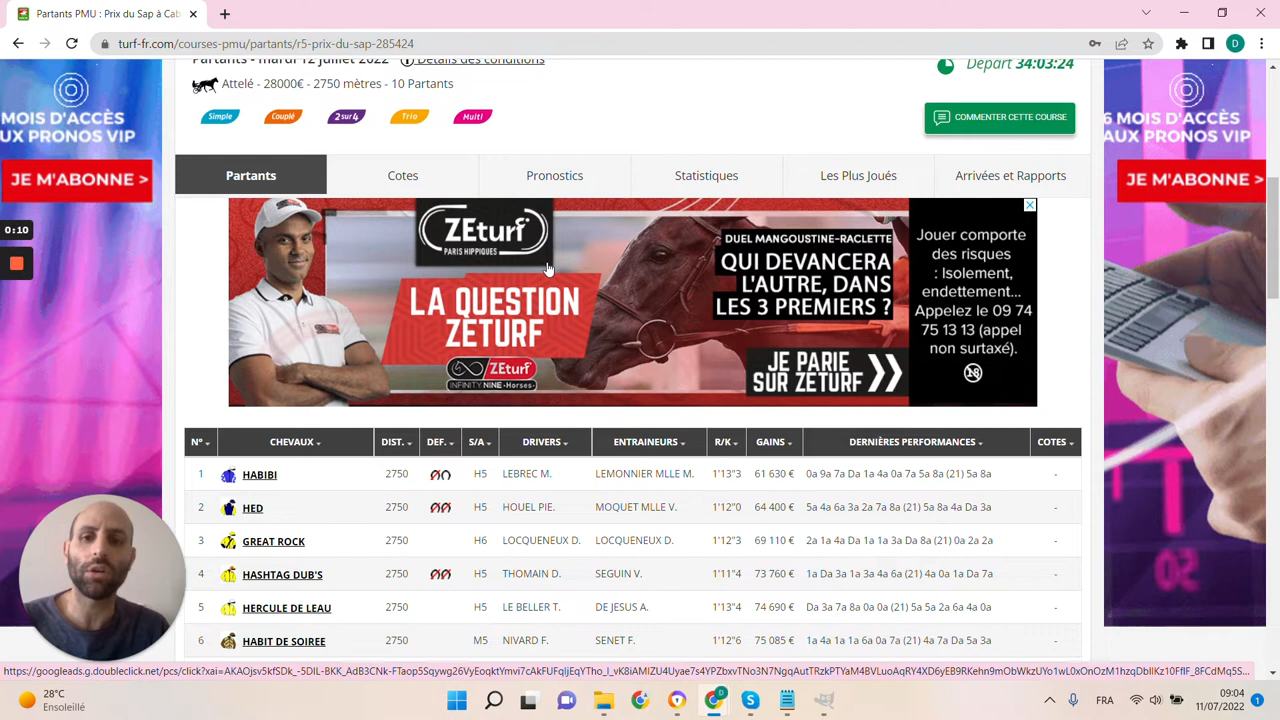 Partants PMU : Prix du Sap à Cab
turf-fr.com/courses-pmu/partants/r5-prix-du-sap-285424
D
Partants - mardi 12 juillet 2022 Détails des conditions
Départ 34:03:24
Attelé - 28000€ - 2750 mètres - 10 Partants
Simple Couplé 2sur4 Trio Multi
COMMENTER CETTE COURSE
MOIS D'ACCÈS
AUX PRONOS VIP
JE M'ABONNE >
6 MOIS D'ACCÈS
AUX PRONOS VIP
JE M'ABONNE >
Partants Cotes Pronostics Statistiques Les Plus Joués Arrivées et Rapports
0:10
ZEturf
PARIS HIPPIQUES
LA QUESTION
ZETURF
ZEturf
INFINITY NINE -Horses-
DUEL MANGOUSTINE-RACLETTE
QUI DEVANCERA
L'AUTRE, DANS
LES 3 PREMIERS ?
JE PARIE
SUR ZETURF
Jouer comporte
des risques
: Isolement,
endettement...
Appelez le 09 74
75 13 13 (appel
non surtaxé).
18
N° CHEVAUX DIST. DEF. S/A DRIVERS ENTRAINEURS R/K GAINS DERNIÈRES PERFORMANCES COTES
1 HABIBI 2750 H5 LEBREC M. LEMONNIER MLLE M. 1'13"3 61 630 € 0a 9a 7a Da 1a 4a 0a 7a 5a 8a (21) 5a 8a -
2 HED 2750 H5 HOUEL PIE. MOQUET MLLE V. 1'12"0 64 400 € 5a 4a 6a 3a 2a 7a 8a (21) 5a 8a 4a Da 3a -
3 GREAT ROCK 2750 H6 LOCQUENEUX D. LOCQUENEUX D. 1'12"3 69 110 € 2a 1a 4a Da 1a 1a 3a Da 8a (21) 0a 2a 2a -
4 HASHTAG DUB'S 2750 H5 THOMAIN D. SEGUIN V. 1'11"4 73 760 € 1a Da 3a 1a 3a 4a 6a (21) 4a 0a 1a Da 7a -
5 HERCULE DE LEAU 2750 H5 LE BELLER T. DE JESUS A. 1'13"4 74 690 € Da 3a 7a 8a 0a 0a (21) 5a 5a 2a 6a 4a 0a -
6 HABIT DE SOIREE 2750 M5 NIVARD F. SENET F. 1'12"6 75 085 € 1a 4a 1a 1a 6a 0a 7a (21) 4a 7a Da 5a 3a -
28°C
Ensoleillé
FRA
09:04
11/07/2022